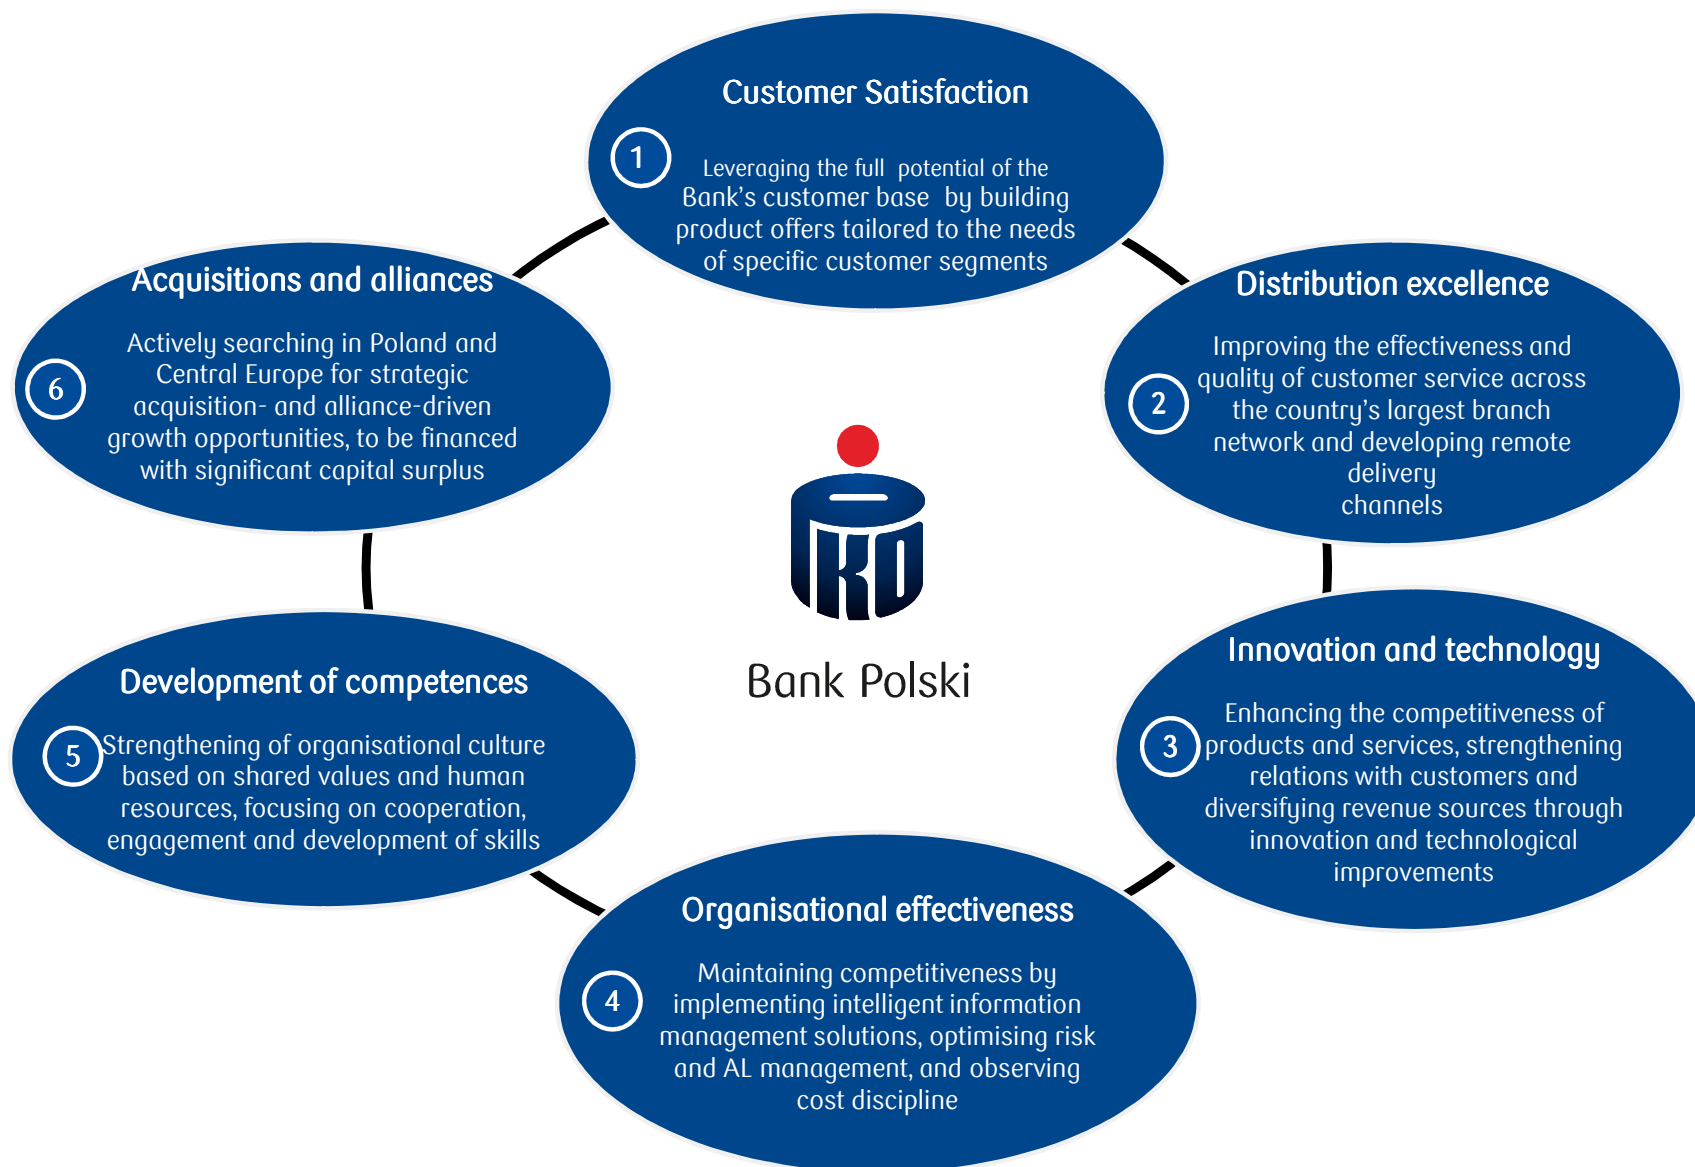 Customer Satisfaction
1
Leveraging the full potential of the
Bank's customer base by building
product offers tailored to the needs
of specific customer segments
Distribution excellence
2
Improving the effectiveness and
quality of customer service across
the country's largest branch
network and developing remote
delivery
channels
Innovation and technology
3
Enhancing the competitiveness of
products and services, strengthening
relations with customers and
diversifying revenue sources through
innovation and technological
improvements
Organisational effectiveness
4
Maintaining competitiveness by
implementing intelligent information
management solutions, optimising risk
and AL management, and observing
cost discipline
Development of competences
5
Strengthening of organisational culture
based on shared values and human
resources, focusing on cooperation,
engagement and development of skills
Acquisitions and alliances
6
Actively searching in Poland and
Central Europe for strategic
acquisition- and alliance-driven
growth opportunities, to be financed
with significant capital surplus
PKO
Bank Polski